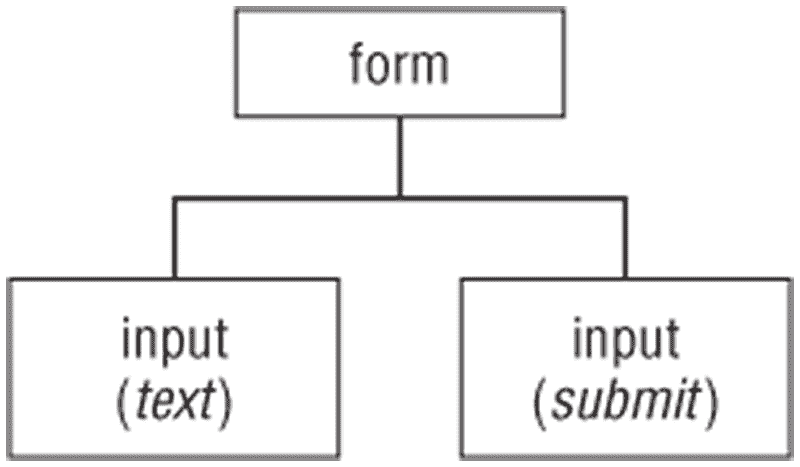 form
input
(text)
input
(submit)